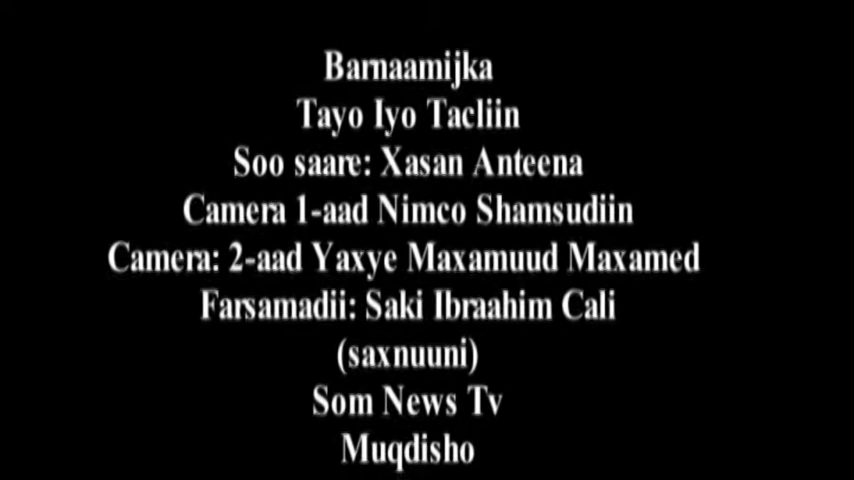 Barnaamijka
Tayo Iyo Tacliin
Soo saare: Xasan Anteena
Camera 1-aad Nimco Shamsudiin
Camera: 2-aad Yaxye Maxamuud Maxamed
Farsamadii: Saki Ibraahim Cali
(saxnuuni)
Som News Tv
Muqdisho